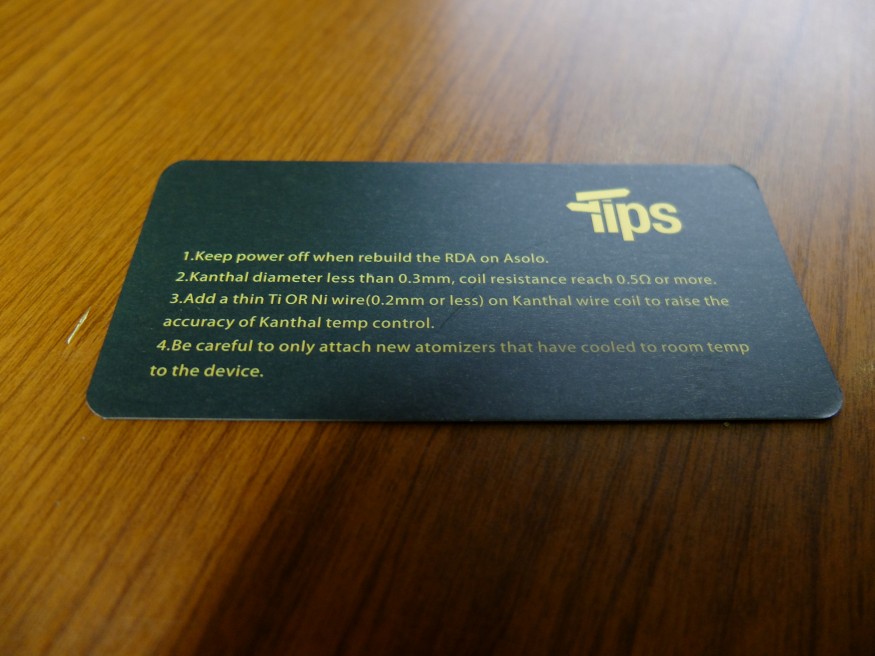 Tips
1.Keep power off when rebuild the RDA on Asolo.
2.Kanthal diameter less than 0.3mm, coil resistance reach 0.5Ω or more.
3.Add a thin Ti OR Ni wire(0.2mm or less) on Kanthal wire coil to raise the
accuracy of Kanthal temp control.
4.Be careful to only attach new atomizers that have cooled to room temp
to the device.